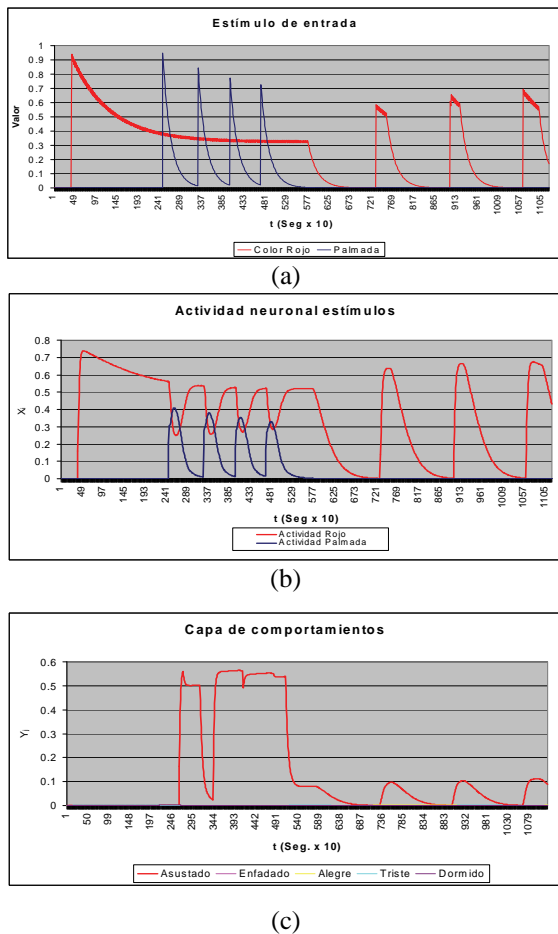 Estímulo de entrada
Valor
1
0.9
0.8
0.7
0.6
0.5
0.4
0.3
0.2
0.1
0
1 49 97 145 193 241 289 337 385 433 481 529 577 625 673 721 769 817 865 913 961 1009 1057 1105
t (Seg x 10)
Color Rojo Palmada
(a)
Actividad neuronal estímulos
Xi
0.8
0.7
0.6
0.5
0.4
0.3
0.2
0.1
0
1 49 97 145 193 241 289 337 385 433 481 529 577 625 673 721 769 817 865 913 961 1009 1057 1105
t (Seg x 10)
Actividad Rojo
Actividad Palmada
(b)
Capa de comportamientos
Yj
0.6
0.5
0.4
0.3
0.2
0.1
0
1 50 99 148 197 246 295 344 393 442 491 540 589 638 687 736 785 834 883 932 981 1030 1079
t (Seg. x 10)
Asustado Enfadado Alegre Triste Dormido
(c)